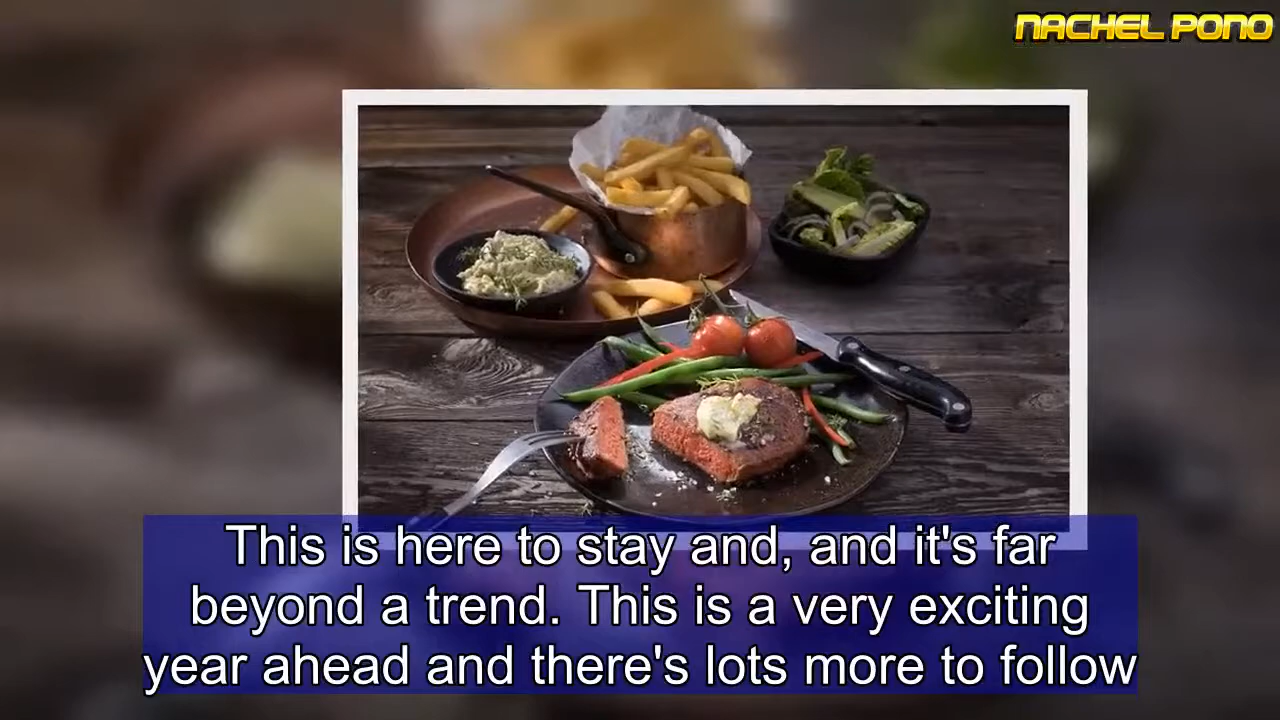 NACHEL PONO
This is here to stay and, and it's far
beyond a trend. This is a very exciting
year ahead and there's lots more to follow